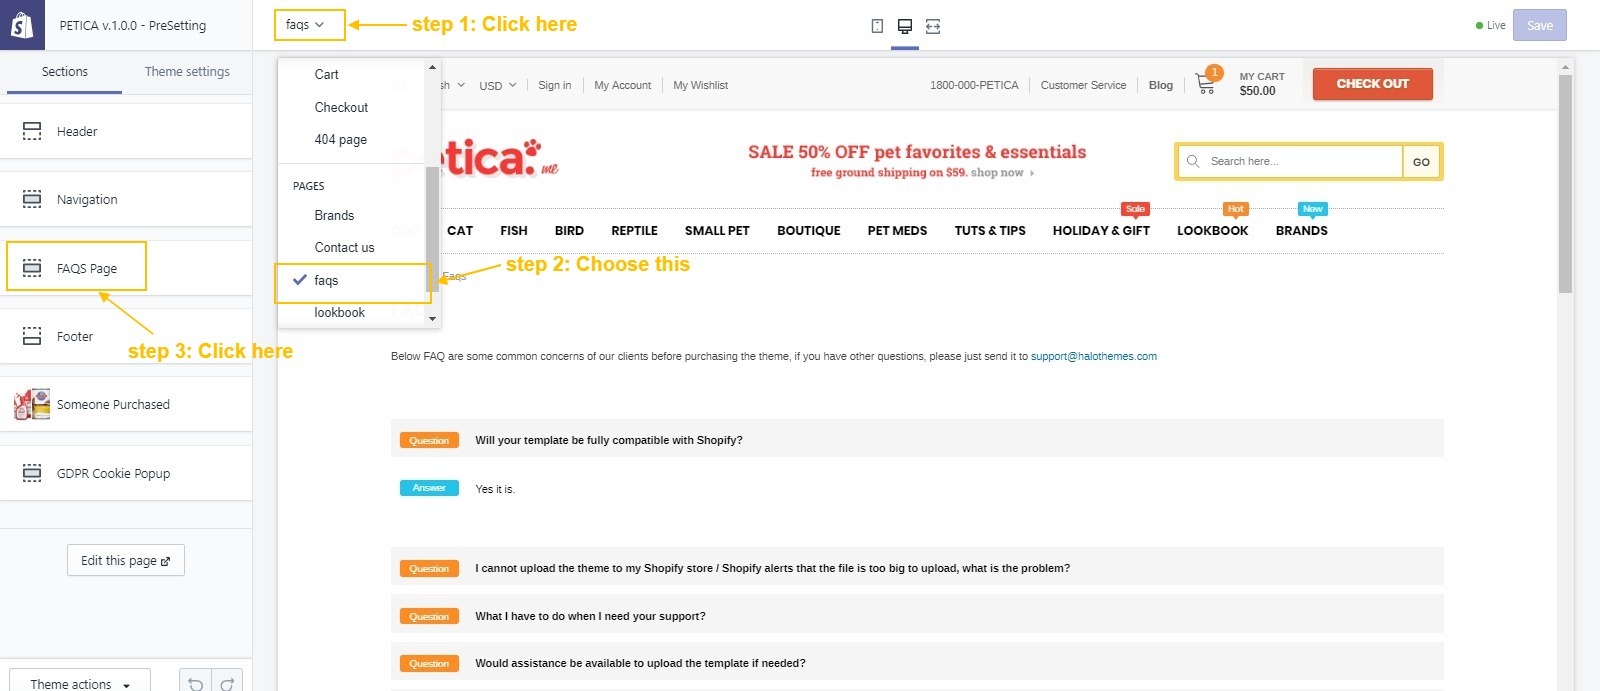 PETICA v.1.0.0 - PreSetting
faqs
step 1: Click here
Live
Save
Sections
Theme settings
Header
Navigation
FAQS Page
step 3: Click here
Footer
Someone Purchased
GDPR Cookie Popup
Edit this page
Theme actions
Cart
Checkout
404 page
PAGES
Brands
Contact us
faqs
lookbook
step 2: Choose this
sh
USD
Sign in
My Account
My Wishlist
1800-000-PETICA
Customer Service
Blog
1
MY CART
$50.00
CHECK OUT
petica.me
SALE 50% OFF pet favorites & essentials
free ground shipping on $59. shop now
Search here...
GO
Sale
Hot
New
CAT
FISH
BIRD
REPTILE
SMALL PET
BOUTIQUE
PET MEDS
TUTS & TIPS
HOLIDAY & GIFT
LOOKBOOK
BRANDS
Faqs
Below FAQ are some common concerns of our clients before purchasing the theme, if you have other questions, please just send it to support@halothemes.com
Question Will your template be fully compatible with Shopify?
Answer Yes it is.
Question I cannot upload the theme to my Shopify store / Shopify alerts that the file is too big to upload, what is the problem?
Question What I have to do when I need your support?
Question Would assistance be available to upload the template if needed?